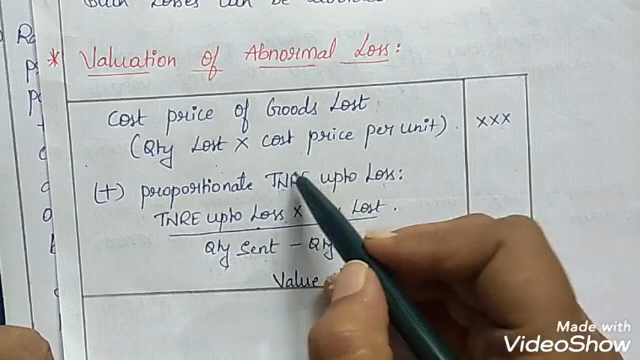 * Valuation of Abnormal Loss:
Cost price of Goods Lost.
(Qty Lost X cost price per unit). xxx
(+) proportionate TNRE upto Loss:
TNRE upto Loss X Lost.
Qty Sent - Qty
Value
Made with
VideoShow